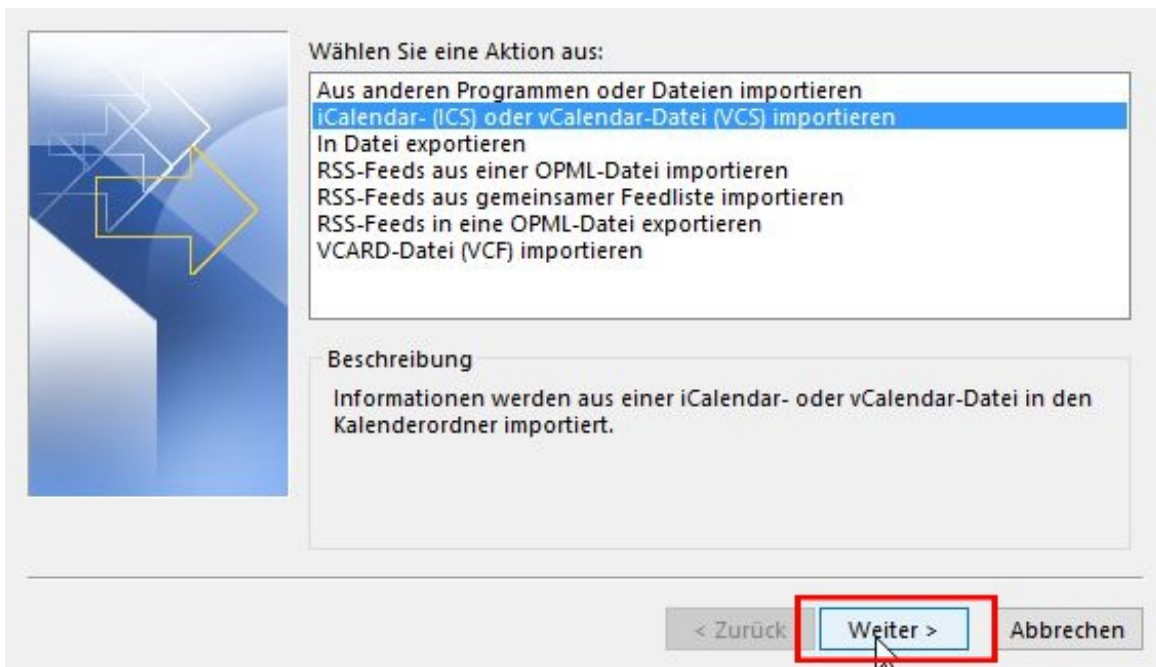 Wählen Sie eine Aktion aus:
Aus anderen Programmen oder Dateien importieren
iCalendar- (ICS) oder vCalendar-Datei (VCS) importieren
In Datei exportieren
RSS-Feeds aus einer OPML-Datei importieren
RSS-Feeds aus gemeinsamer Feedliste importieren
RSS-Feeds in eine OPML-Datei exportieren
VCARD-Datei (VCF) importieren
Beschreibung
Informationen werden aus einer iCalendar- oder vCalendar-Datei in den
Kalenderordner importiert.
< Zurück Weiter > Abbrechen